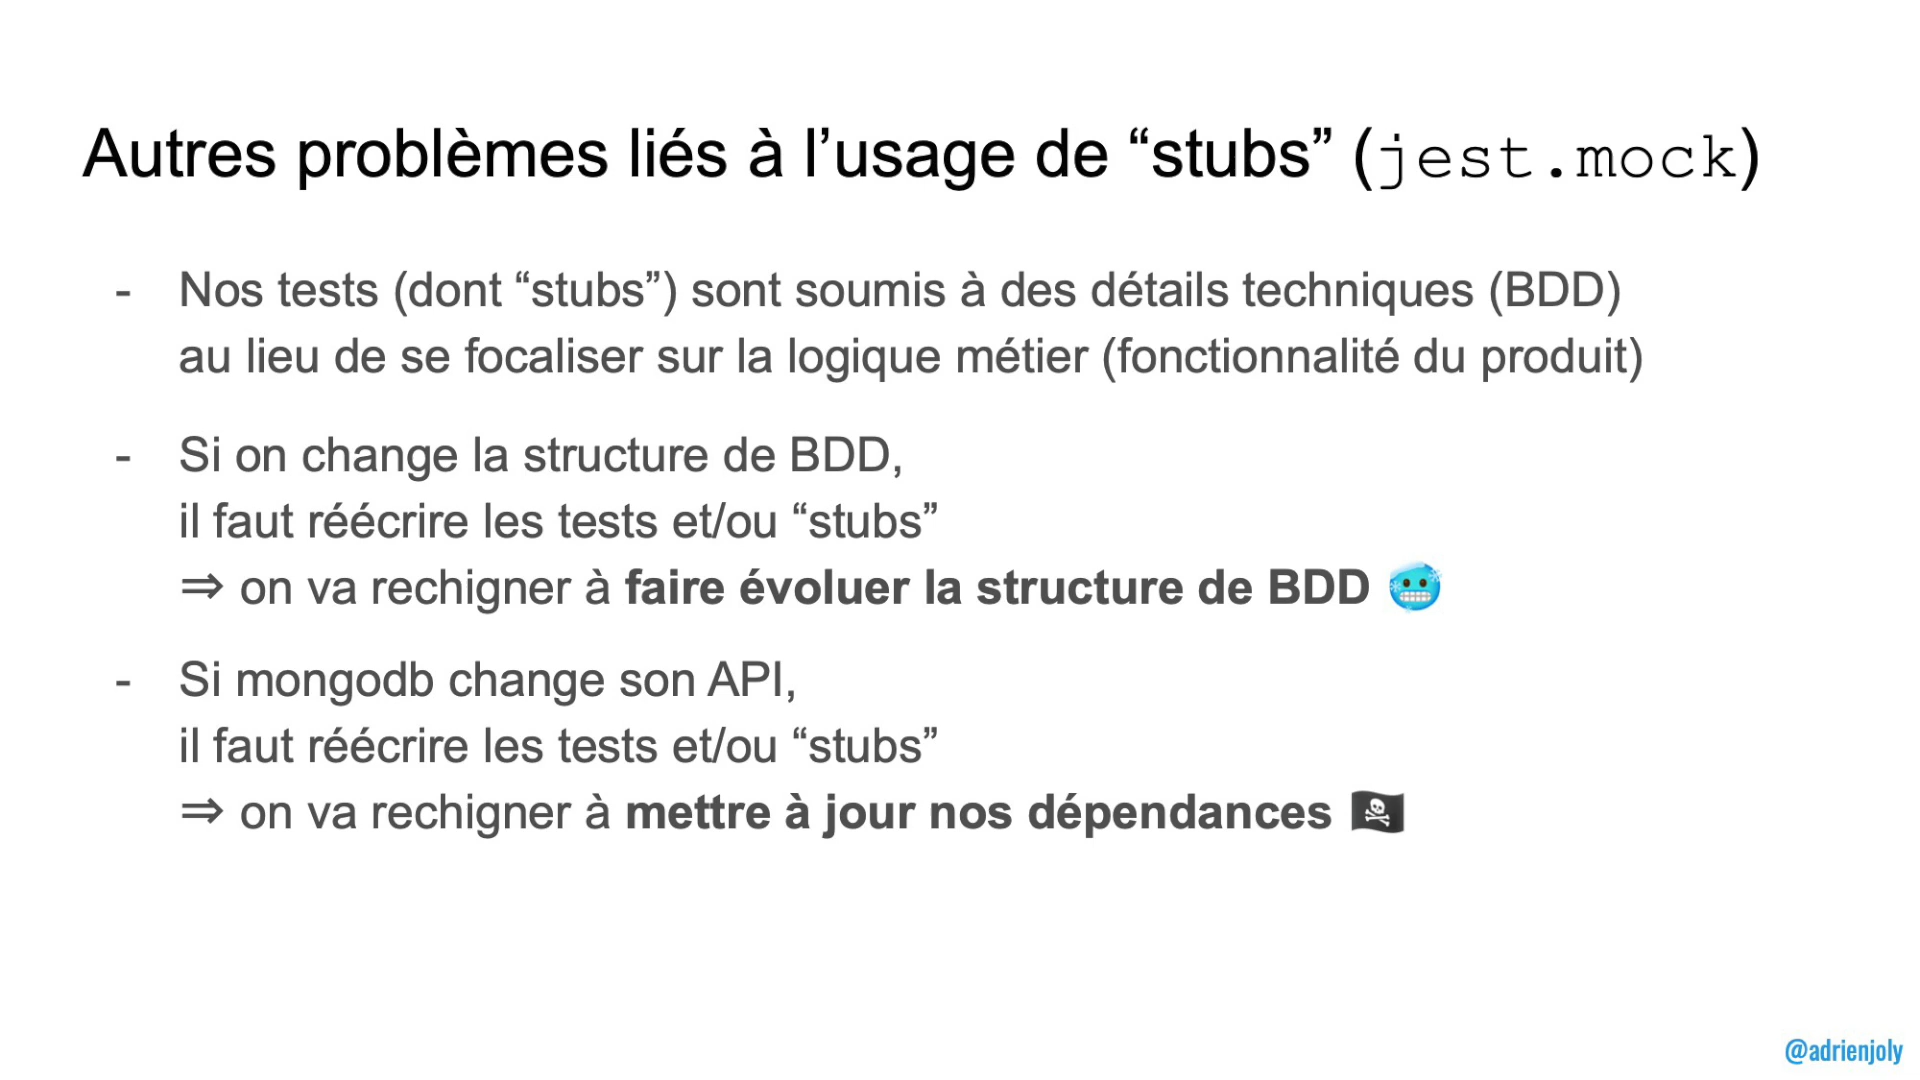 Autres problèmes liés à l’usage de “stubs” (jest.mock)
- Nos tests (dont “stubs”) sont soumis à des détails techniques (BDD)
au lieu de se focaliser sur la logique métier (fonctionnalité du produit)
- Si on change la structure de BDD,
il faut réécrire les tests et/ou “stubs”
⇒ on va rechigner à faire évoluer la structure de BDD 🥶
- Si mongodb change son API,
il faut réécrire les tests et/ou “stubs”
⇒ on va rechigner à mettre à jour nos dépendances 🏴‍☠️
@adrienjoly